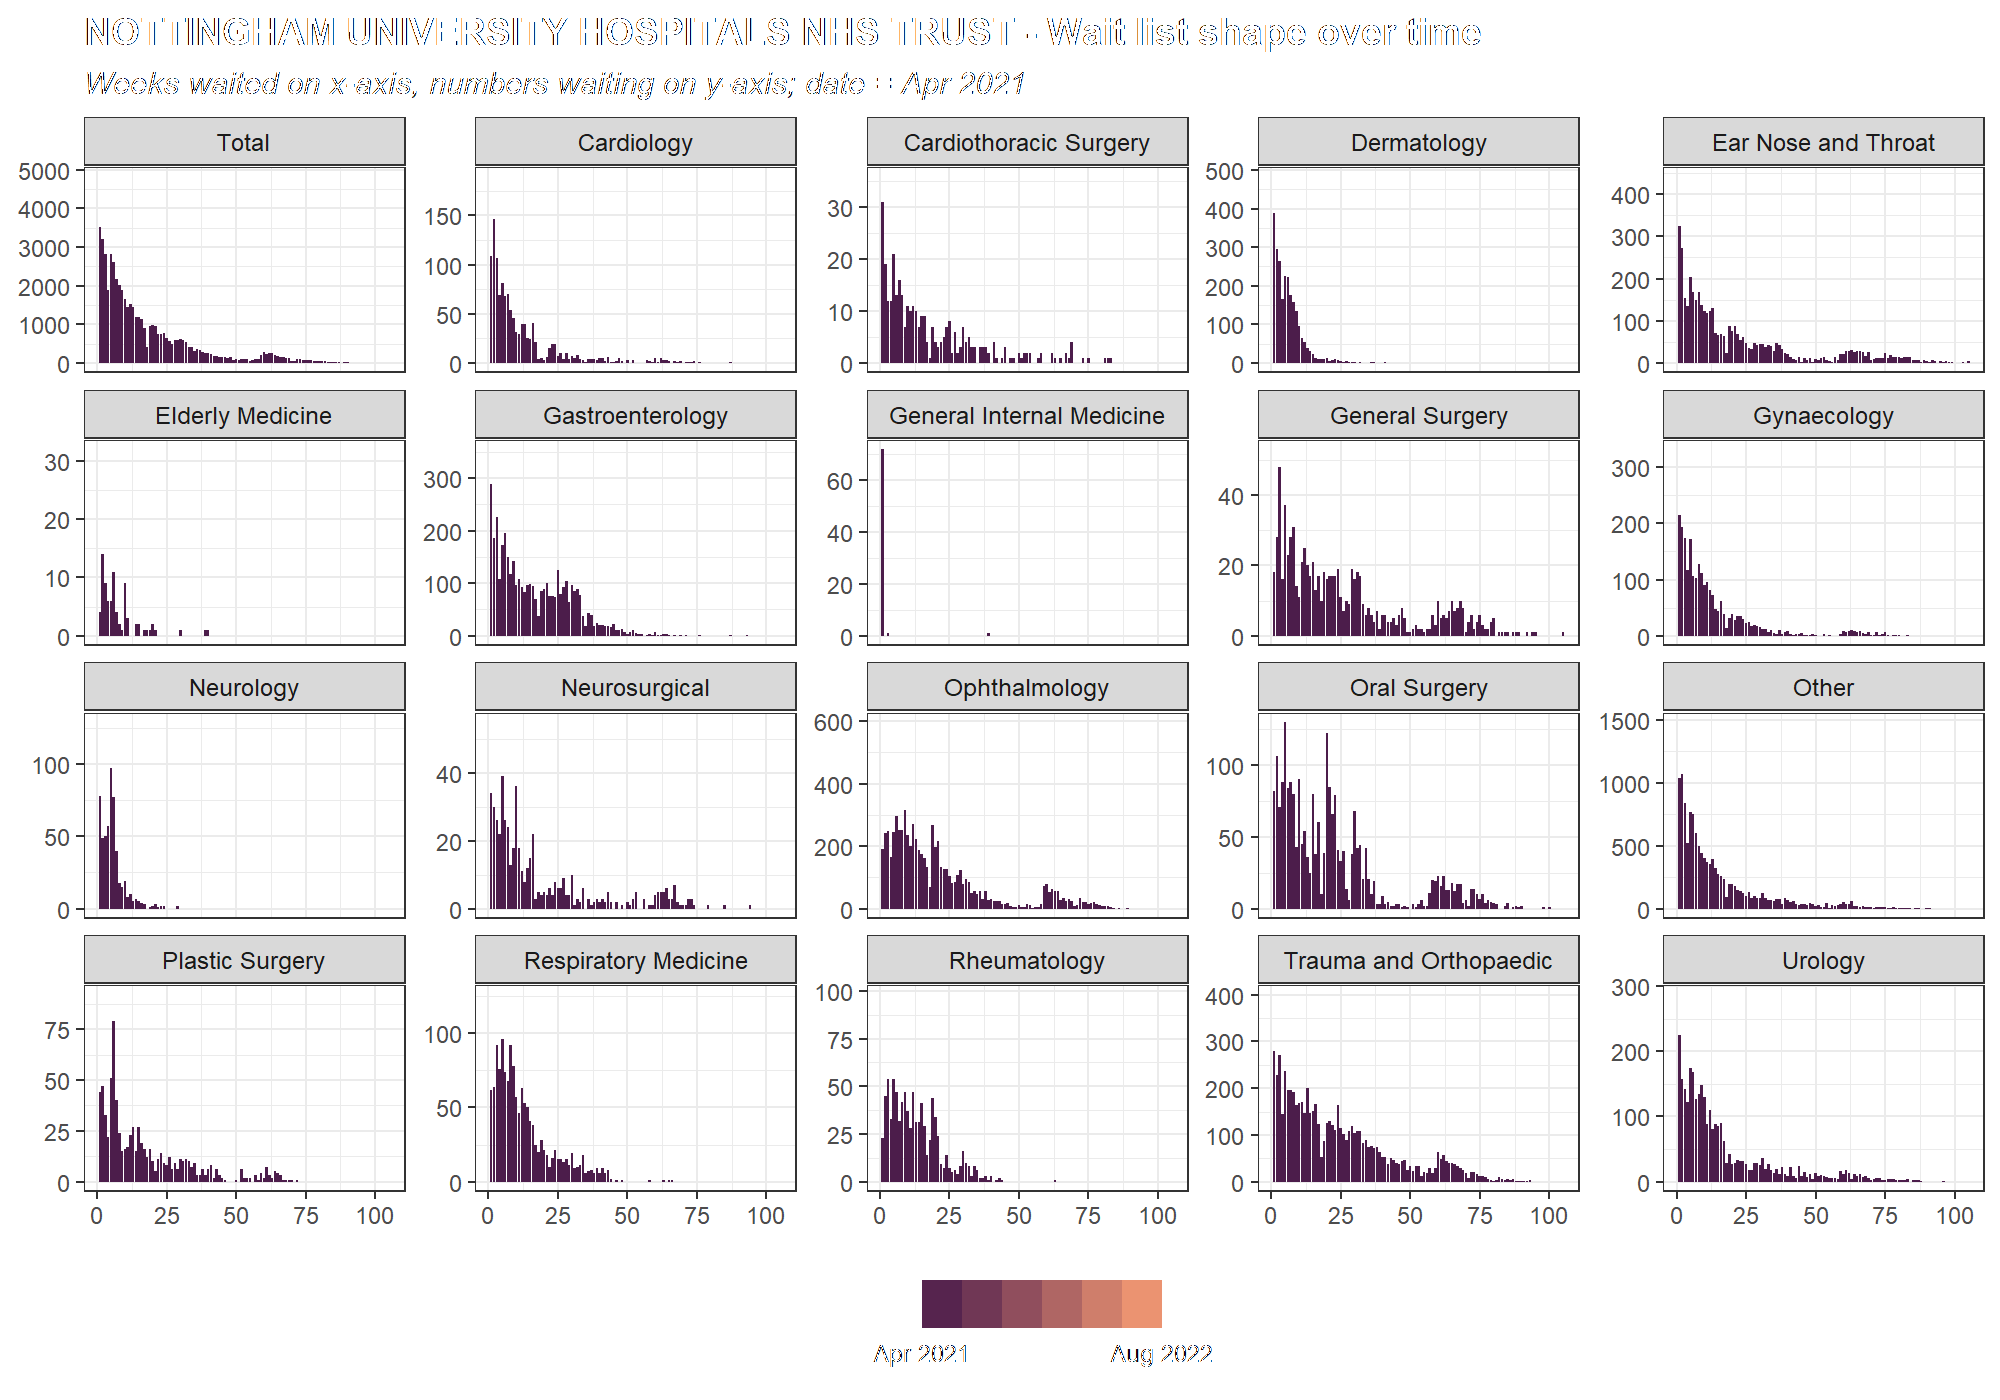 NOTTINGHAM UNIVERSITY HOSPITALS NHS TRUST - Wait list shape over time
Weeks waited on x-axis, numbers waiting on y-axis; date = Apr 2021
Total Cardiology Cardiothoracic Surgery Dermatology Ear Nose and Throat
5000 4000 3000 2000 1000 0
150 100 50 0
30 20 10 0
500 400 300 200 100 0
400 300 200 100 0
Elderly Medicine Gastroenterology General Internal Medicine General Surgery Gynaecology
30 20 10 0
300 200 100 0
60 40 20 0
40 20 0
300 200 100 0
Neurology Neurosurgical Ophthalmology Oral Surgery Other
100 50 0
40 20 0
600 400 200 0
100 50 0
1500 1000 500 0
Plastic Surgery Respiratory Medicine Rheumatology Trauma and Orthopaedic Urology
75 50 25 0
100 50 0
100 75 50 25 0
400 300 200 100 0
300 200 100 0
0 25 50 75 100 0 25 50 75 100 0 25 50 75 100 0 25 50 75 100 0 25 50 75 100
Apr 2021 Aug 2022